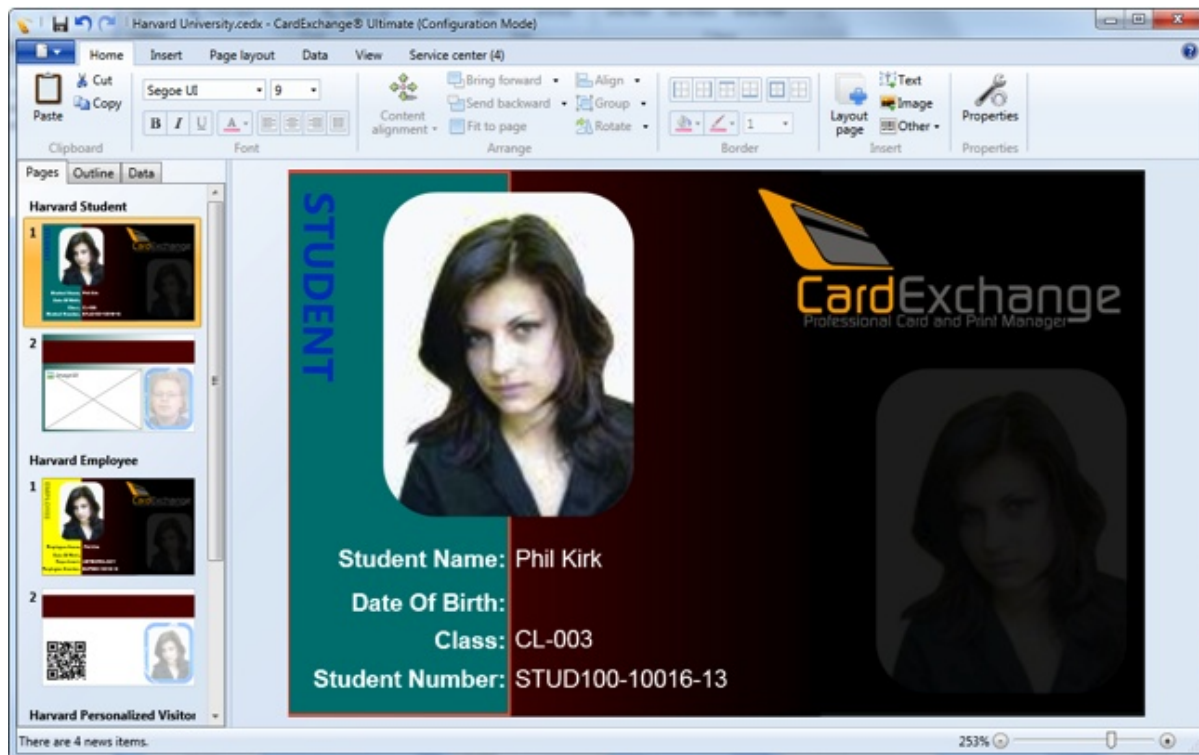 Harvard University.cedx - CardExchange® Ultimate (Configuration Mode)
Home Insert Page layout Data View Service center (4)
Paste
Cut
Copy
Clipboard
Segoe UI 9
B I U A
Font
Content alignment
Bring forward
Send backward
Fit to page
Align
Group
Rotate
Arrange
1
Border
Layout page
Text
Image
Other
Insert
Properties
Properties
Pages Outline Data
Harvard Student
1
2
Harvard Employee
1
2
Harvard Personalized Visitor
STUDENT
CardExchange
Professional Card and Print Manager
Student Name: Phil Kirk
Date Of Birth:
Class: CL-003
Student Number: STUD100-10016-13
There are 4 news items.
253%